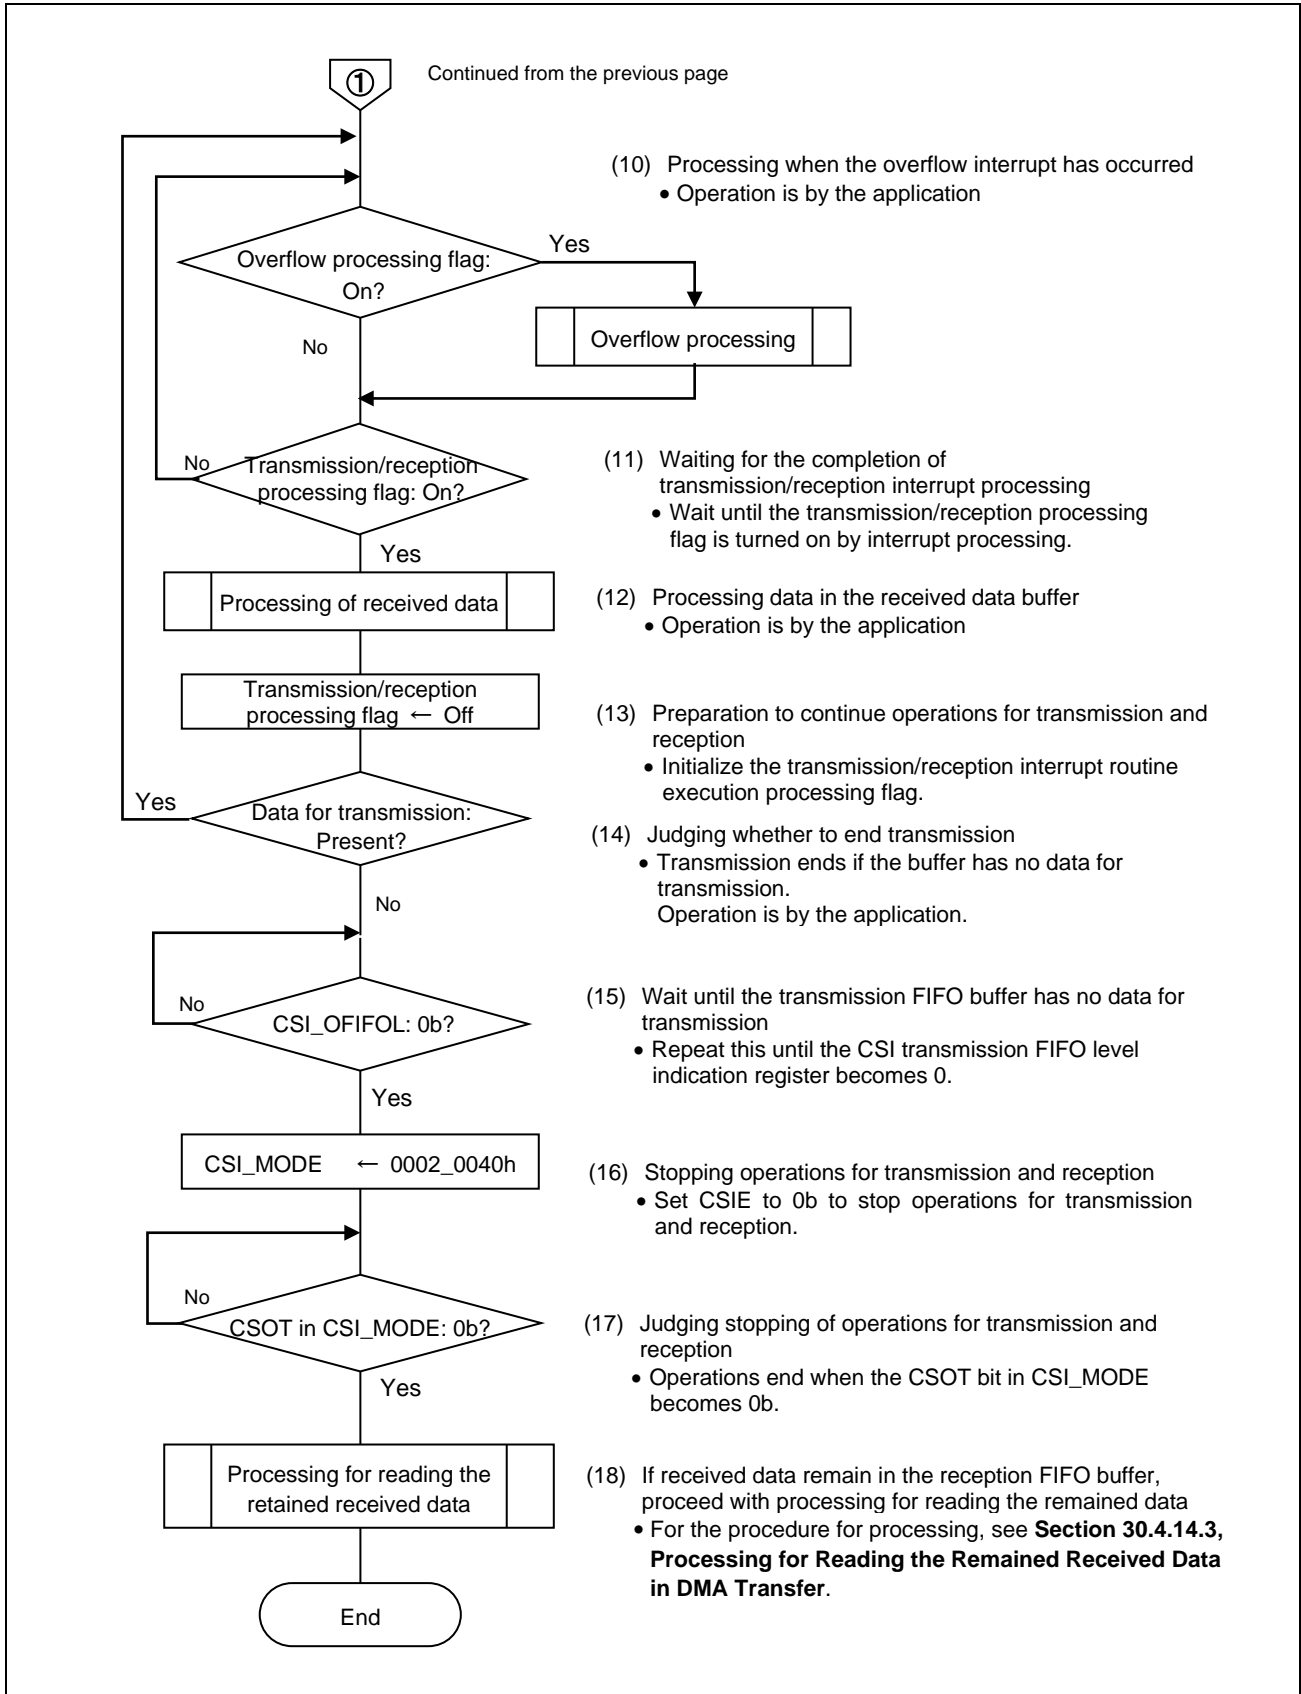 ① Continued from the previous page
(10) Processing when the overflow interrupt has occurred
• Operation is by the application
Yes
Overflow processing flag:
On?
Overflow processing
No
No
Transmission/reception
processing flag: On?
(11) Waiting for the completion of
transmission/reception interrupt processing
• Wait until the transmission/reception processing
flag is turned on by interrupt processing.
Yes
Processing of received data
(12) Processing data in the received data buffer
• Operation is by the application
Transmission/reception
processing flag ← Off
(13) Preparation to continue operations for transmission and
reception
• Initialize the transmission/reception interrupt routine
execution processing flag.
Yes
Data for transmission:
Present?
(14) Judging whether to end transmission
• Transmission ends if the buffer has no data for
transmission.
Operation is by the application.
No
No
CSI_OFIFOL: 0b?
(15) Wait until the transmission FIFO buffer has no data for
transmission
• Repeat this until the CSI transmission FIFO level
indication register becomes 0.
Yes
CSI_MODE ← 0002_0040h
(16) Stopping operations for transmission and reception
• Set CSIE to 0b to stop operations for transmission
and reception.
No
CSOT in CSI_MODE: 0b?
(17) Judging stopping of operations for transmission and
reception
• Operations end when the CSOT bit in CSI_MODE
becomes 0b.
Yes
Processing for reading the
retained received data
(18) If received data remain in the reception FIFO buffer,
proceed with processing for reading the remained data
• For the procedure for processing, see Section 30.4.14.3,
Processing for Reading the Remained Received Data
in DMA Transfer.
End